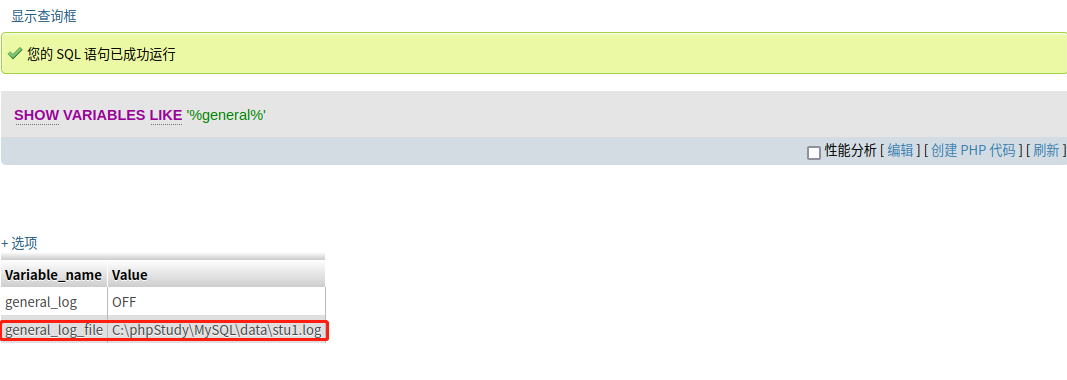 显示查询框
您的 SQL 语句已成功运行
SHOW VARIABLES LIKE '%general%'
性能分析 [ 编辑 ] [ 创建 PHP 代码 ] [ 刷新 ]
+ 选项
Variable_name Value
general_log OFF
general_log_file C:\phpStudy\MySQL\data\stu1.log